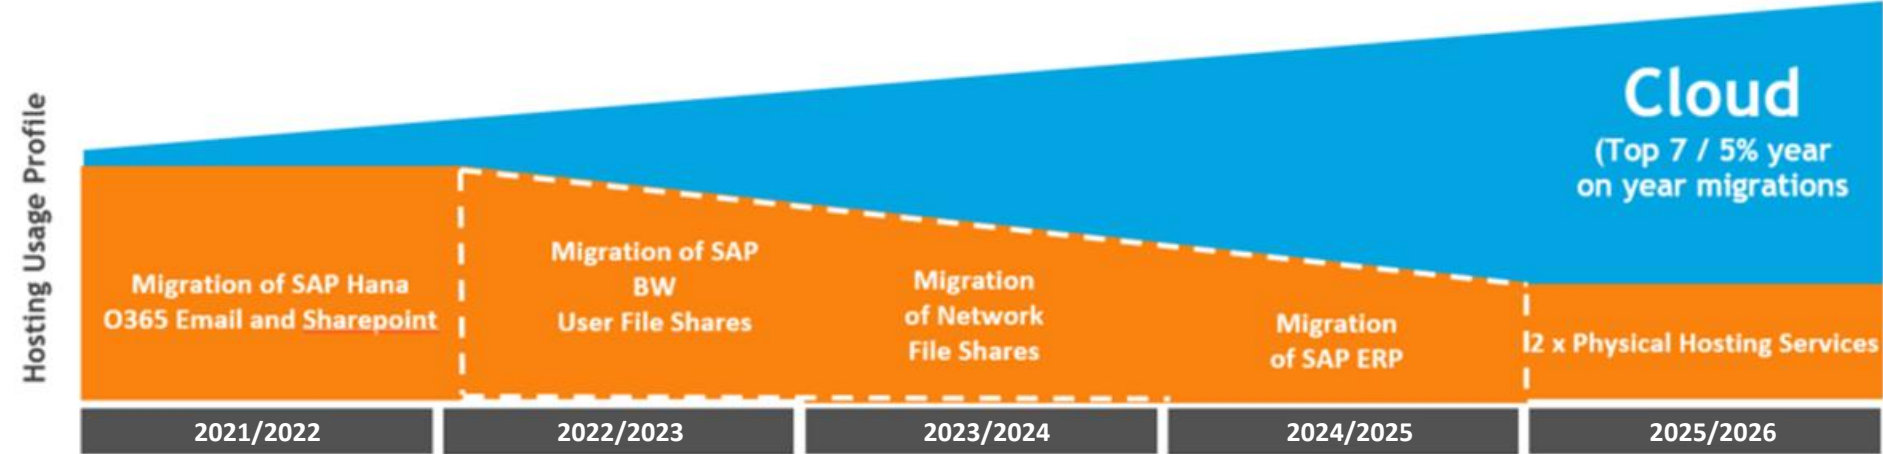 Hosting Usage Profile
Cloud
(Top 7 / 5% year
on year migrations
Migration of SAP Hana
O365 Email and Sharepoint
Migration of SAP
BW
User File Shares
Migration
of Network
File Shares
Migration
of SAP ERP
2 x Physical Hosting Services
2021/2022
2022/2023
2023/2024
2024/2025
2025/2026